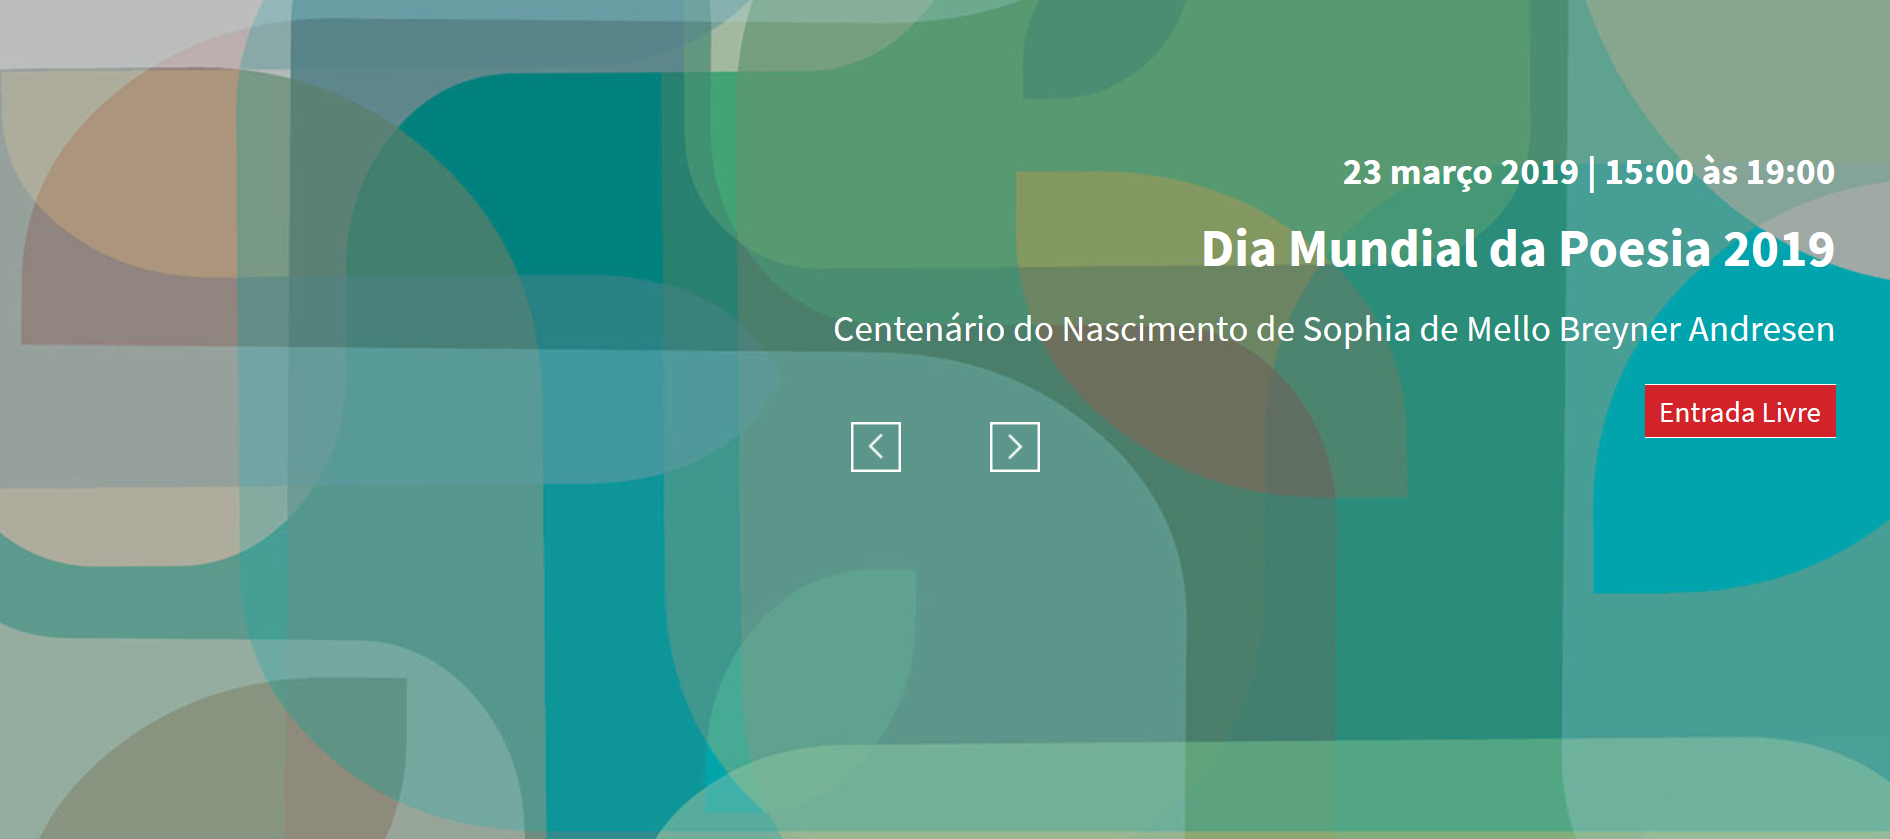 23 março 2019 | 15:00 às 19:00
Dia Mundial da Poesia 2019
Centenário do Nascimento de Sophia de Mello Breyner Andresen
Entrada Livre